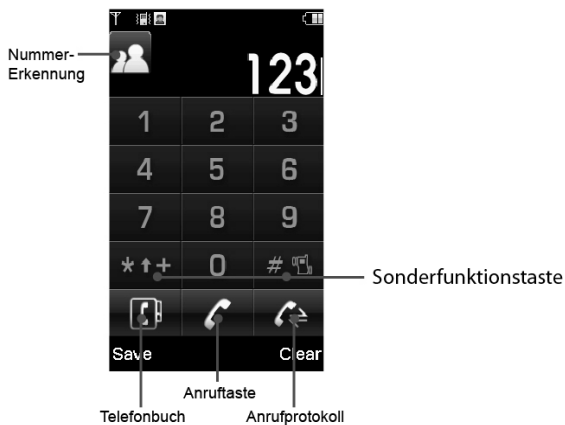 Nummer-
Erkennung
123
1 2 3
4 5 6
7 8 9
*↑+ 0 #
Sonderfunktionstaste
Save Clear
Anruftaste
Telefonbuch Anrufprotokoll